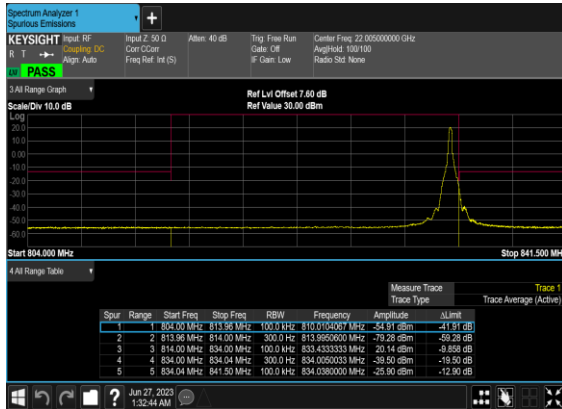 Spectrum Analyzer 1
Spurious Emissions
KEYSIGHT Input: RF Input Z: 50 Ω Atten: 40 dB Trig: Free Run Center Freq: 22.005000000 GHz
R T Coupling: DC Corr CCorr Gate: Off Avg|Hold: 100/100
Align: Auto Freq Ref: Int (S) IF Gain: Low Radio Std: None
LW PASS
3 All Range Graph
Ref Lvl Offset 7.60 dB
Scale/Div 10.0 dB Ref Value 30.00 dBm
Log
20.0
10.0
0.00
-10.0
-20.0
-30.0
-40.0
-50.0
-60.0
Start 804.000 MHz Stop 841.500 MHz
4 All Range Table
Measure Trace Trace 1
Trace Type Trace Average (Active)
Spur Range Start Freq Stop Freq RBW Frequency Amplitude ΔLimit
1 1 804.00 MHz 813.96 MHz 100.0 kHz 810.0104067 MHz -54.91 dBm -41.91 dB
2 2 813.96 MHz 814.00 MHz 300.0 Hz 813.9950600 MHz -79.28 dBm -59.28 dB
3 3 814.00 MHz 834.00 MHz 100.0 kHz 833.4333333 MHz 20.14 dBm -9.858 dB
4 4 834.00 MHz 834.04 MHz 300.0 Hz 834.0050033 MHz -39.50 dBm -19.50 dB
5 5 834.04 MHz 841.50 MHz 100.0 kHz 834.0380000 MHz -25.90 dBm -12.90 dB
Jun 27, 2023
1:32:44 AM